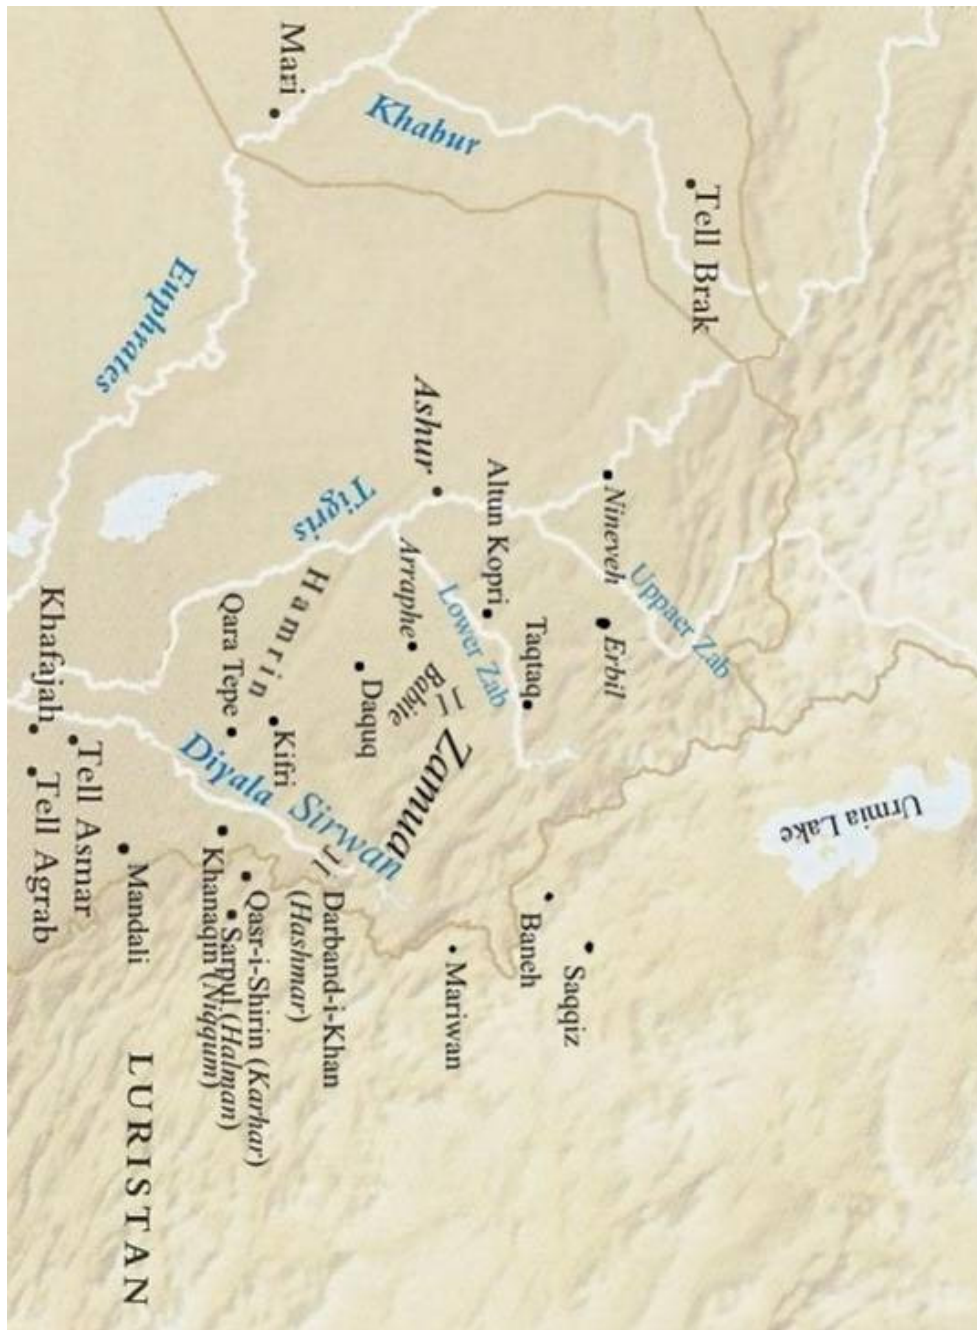 Tell Brak
Khabur
Mari
Urmia Lake
Uppaer Zab
Nineveh
Erbil
Altun Kopri
Taqtaq
Ashur
Lower Zab
Arraphe
Babite
Zamua
Tigris
Hamrin
Daquq
Kifri
Qara Tepe
Euphrates
Diyala Sirwan
Saqqiz
Baneh
Mariwan
Darband-i-Khan
(Hashmar)
Qasr-i-Shirin (Karhar)
Sarpul (Halman)
Khanaqin (Niqqum)
Mandali
Khafajah
Tell Asmar
Tell Agrab
LURISTAN